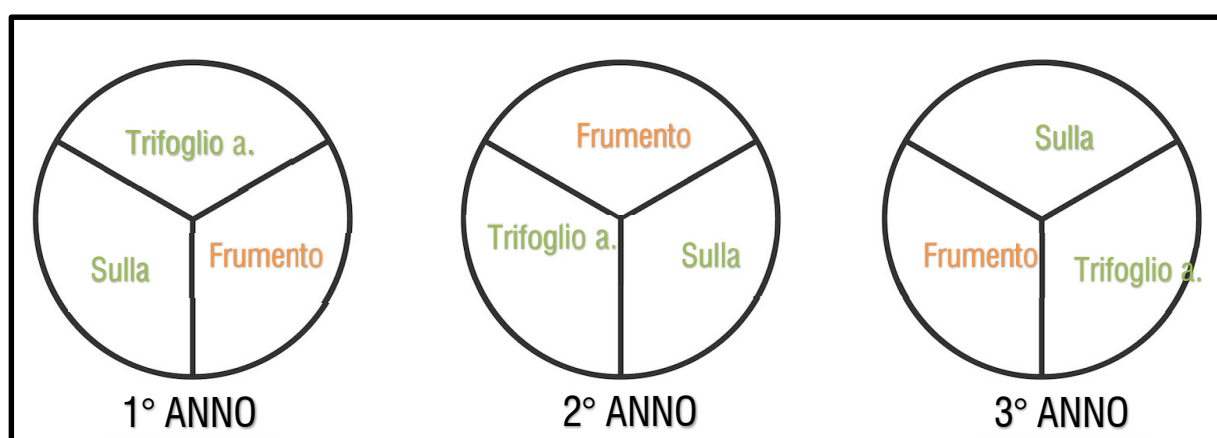 Trifoglio a.
Sulla
Frumento
1° ANNO
Frumento
Trifoglio a.
Sulla
2° ANNO
Sulla
Frumento
Trifoglio a.
3° ANNO